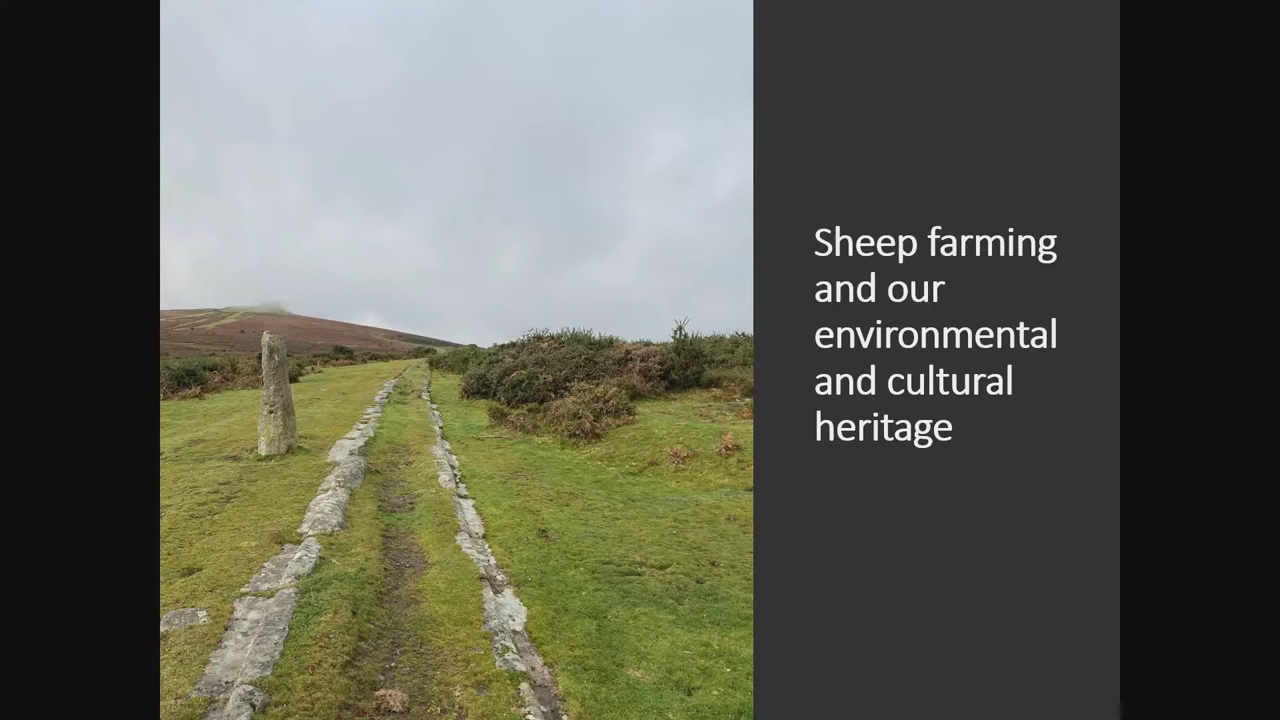 Sheep farming
and our
environmental
and cultural
heritage